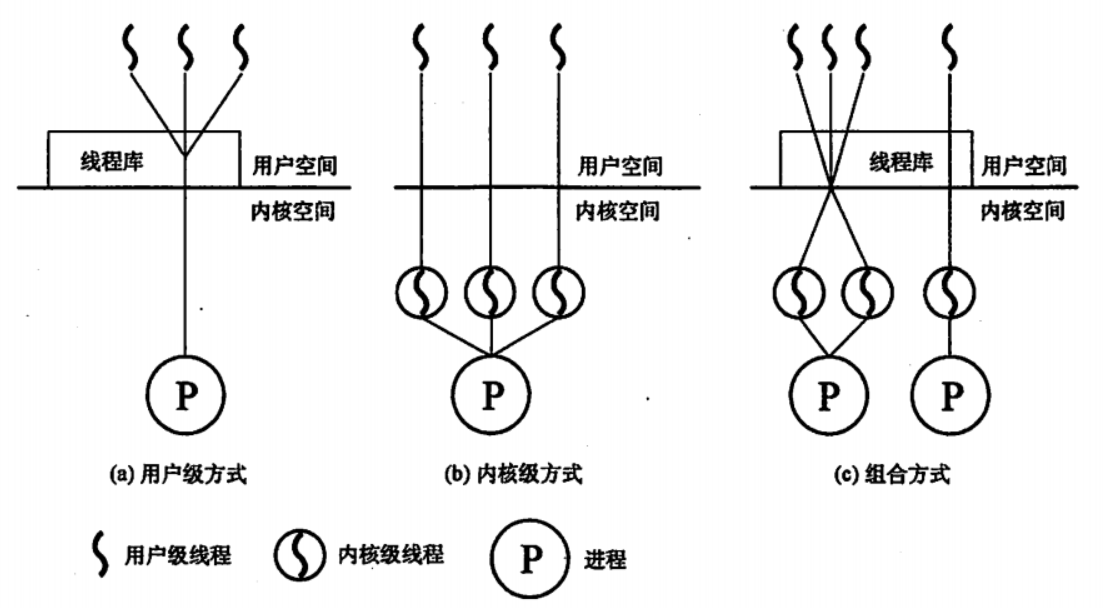 线程库
用户空间
内核空间
P
(a) 用户级方式
用户空间
内核空间
P
(b) 内核级方式
线程库
用户空间
内核空间
P
P
(c) 组合方式
用户级线程
内核级线程
P
进程